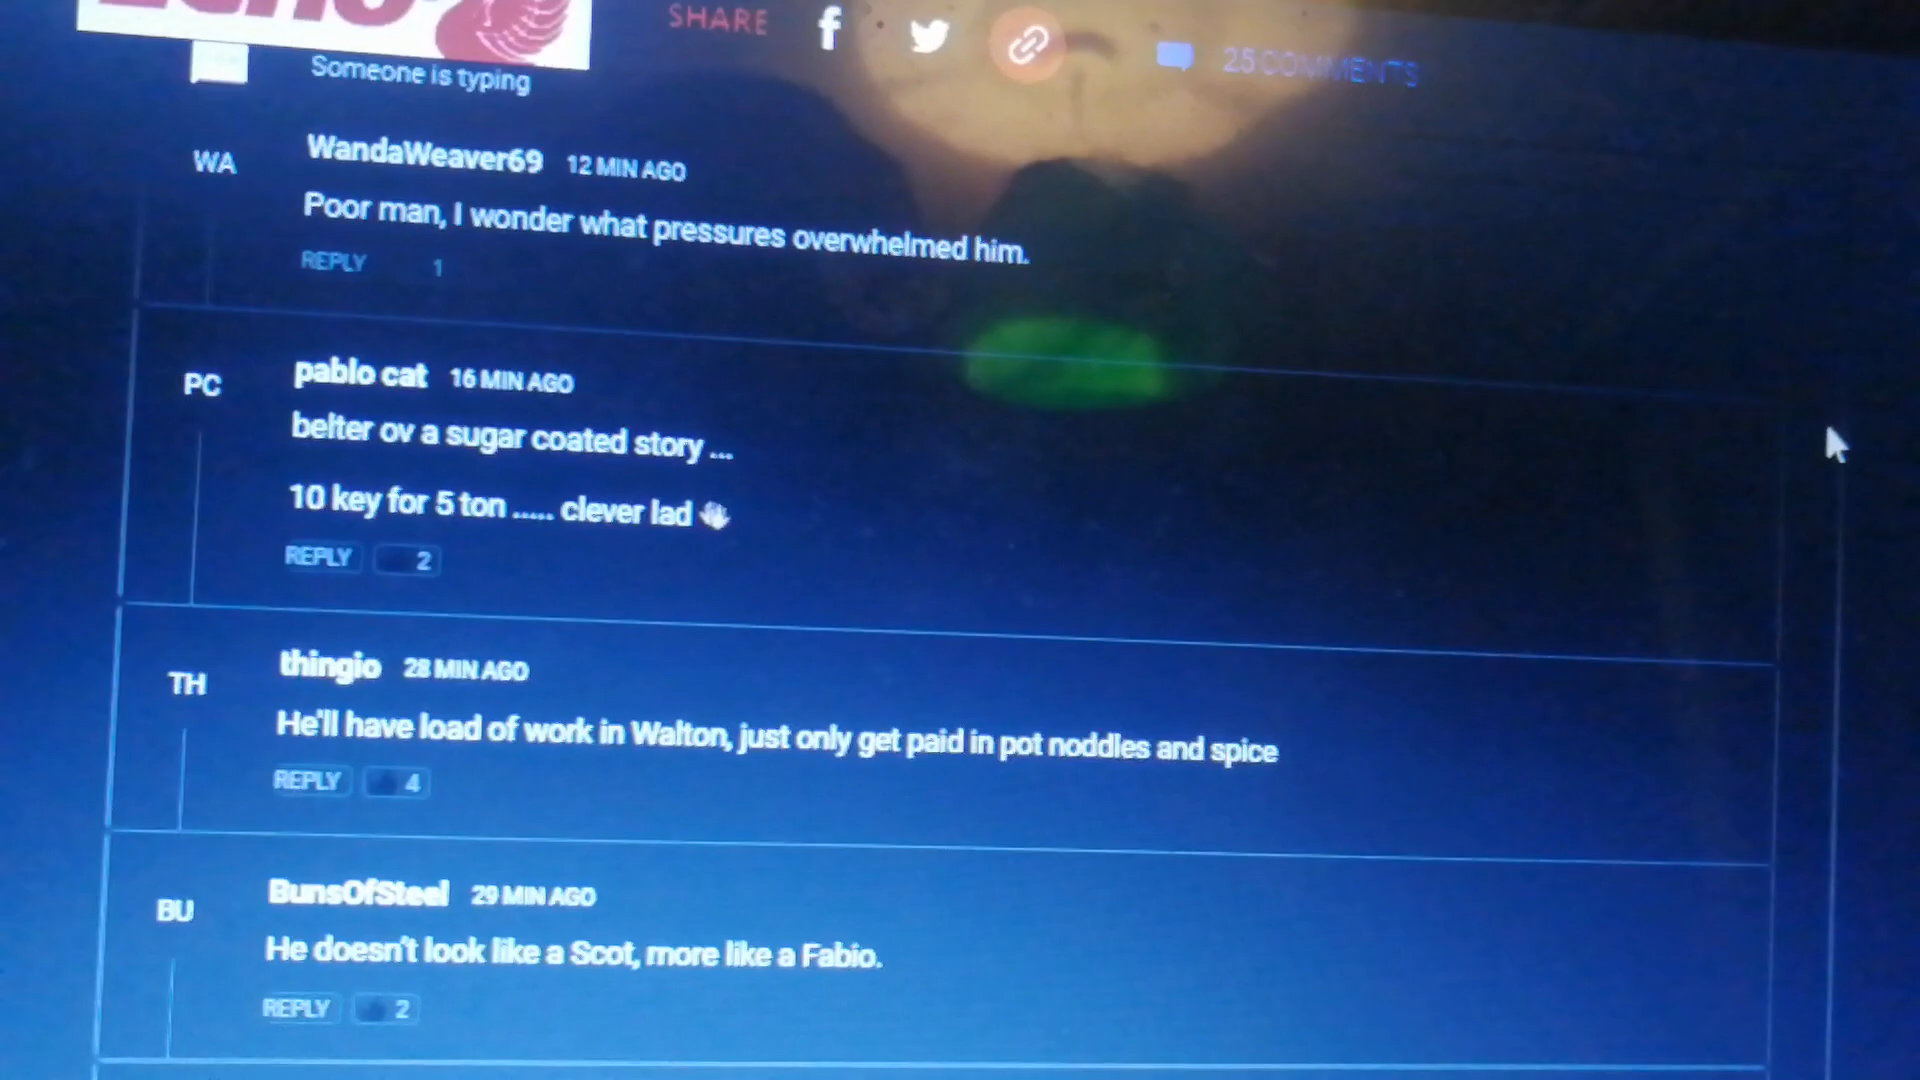 Echo
SHARE
25 COMMENTS
Someone is typing
WA
WandaWeaver69 12 MIN AGO
Poor man, I wonder what pressures overwhelmed him.
REPLY 1
PC
pablo cat 16 MIN AGO
belter ov a sugar coated story ...
10 key for 5 ton ..... clever lad 👋
REPLY 2
TH
thingio 28 MIN AGO
He'll have load of work in Walton, just only get paid in pot noddles and spice
REPLY 4
BU
BunsOfSteel 29 MIN AGO
He doesn't look like a Scot, more like a Fabio.
REPLY 2